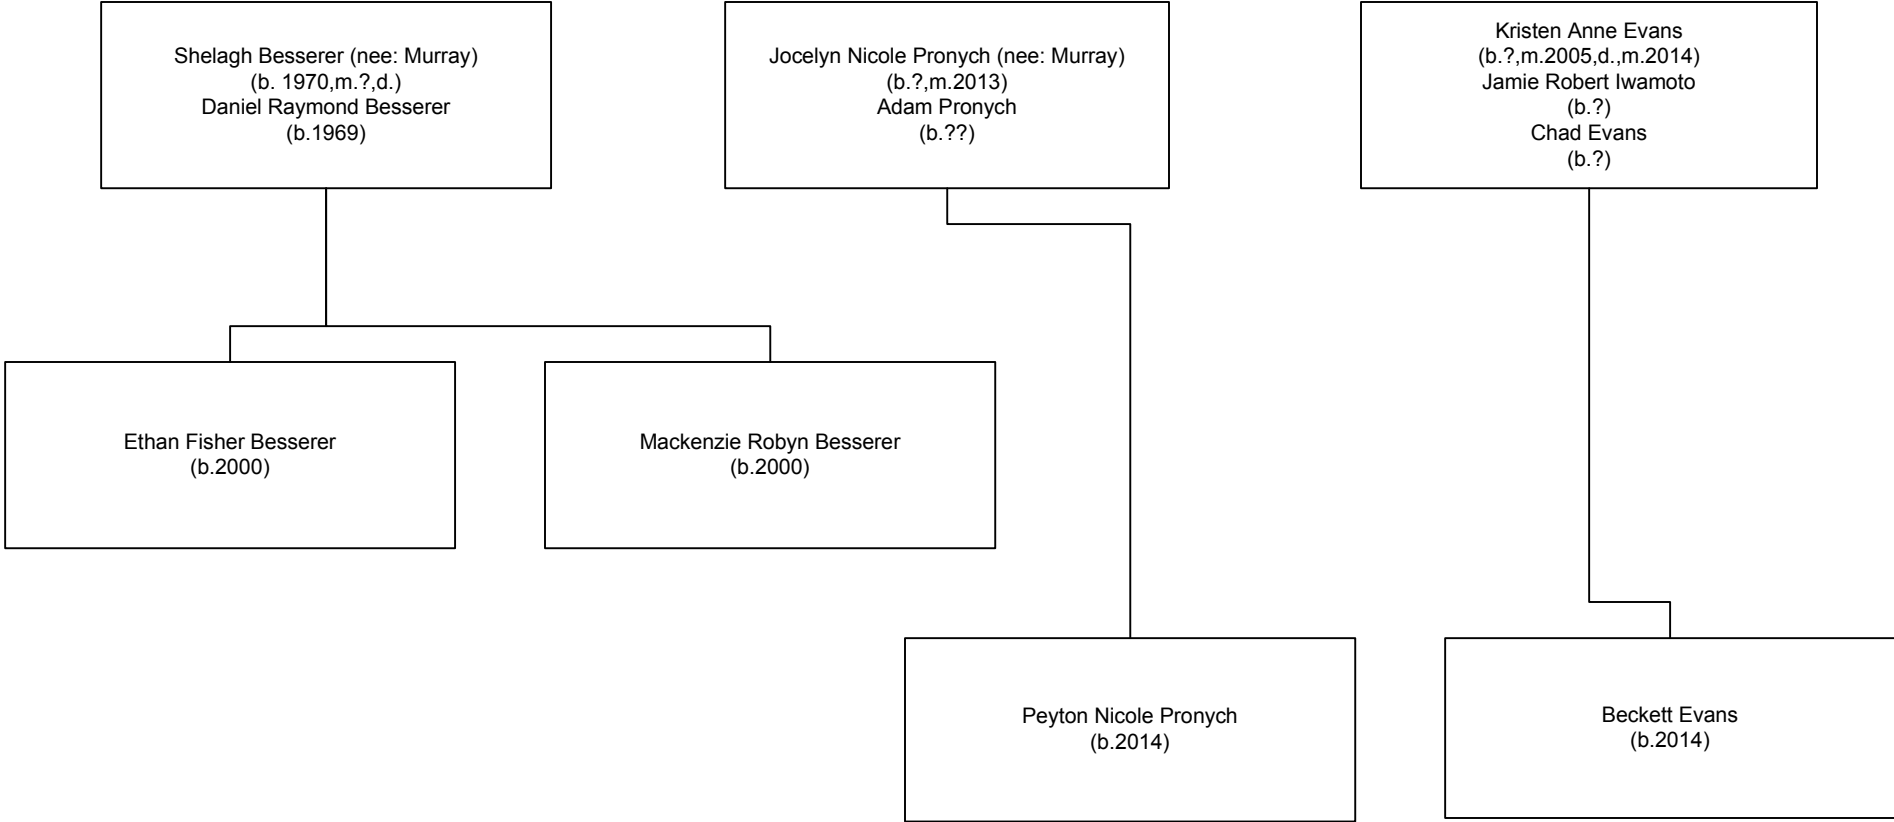 Shelagh Besserer (nee: Murray)
(b. 1970,m.?,d.)
Daniel Raymond Besserer
(b.1969)
Jocelyn Nicole Pronych (nee: Murray)
(b.?,m.2013)
Adam Pronych
(b.??)
Kristen Anne Evans
(b.?,m.2005,d.,m.2014)
Jamie Robert Iwamoto
(b.?)
Chad Evans
(b.?)
Ethan Fisher Besserer
(b.2000)
Mackenzie Robyn Besserer
(b.2000)
Peyton Nicole Pronych
(b.2014)
Beckett Evans
(b.2014)